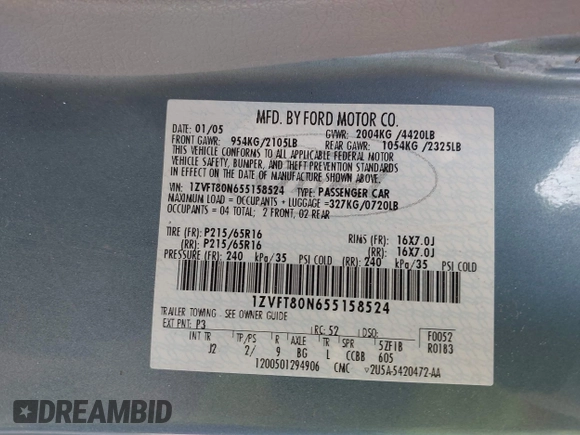 MFD. BY FORD MOTOR CO.
DATE: 01/05 GVWR: 2004KG /4420LB
FRONT GAWR: 954KG/2105LB REAR GAWR: 1054KG /2325LB
THIS VEHICLE CONFORMS TO ALL APPLICABLE FEDERAL MOTOR
VEHICLE SAFETY, BUMPER, AND THEFT PREVENTION STANDARDS
IN EFFECT ON THE DATE OF MANUFACTURE SHOWN ABOVE.
VIN: 1ZVFT80N655158524 TYPE: PASSENGER CAR
MAXIMUM LOAD = OCCUPANTS + LUGGAGE =327KG/0720LB
OCCUPANTS = 04 TOTAL; 2 FRONT, 02 REAR
TIRE (FR): P215/65R16 RIMS (FR): 16X7.0J
(RR): P215/65R16 (RR): 16X7.0J
PRESSURE (FR): 240 kPa/35 PSI COLD (RR): 240 kPa/35 PSI COLD
1ZVFT80N655158524
TRAILER TOWING - SEE OWNER GUIDE
EXT PNT: P3 RC: 52 DSO: F0052
INT TR TP/PS R AXLE TR SPR 5ZF1B R0183
J2 2/ 9 BG L CCBB 605
1200501294906 CMC 2U5A-5420472-AA
DREAMBID